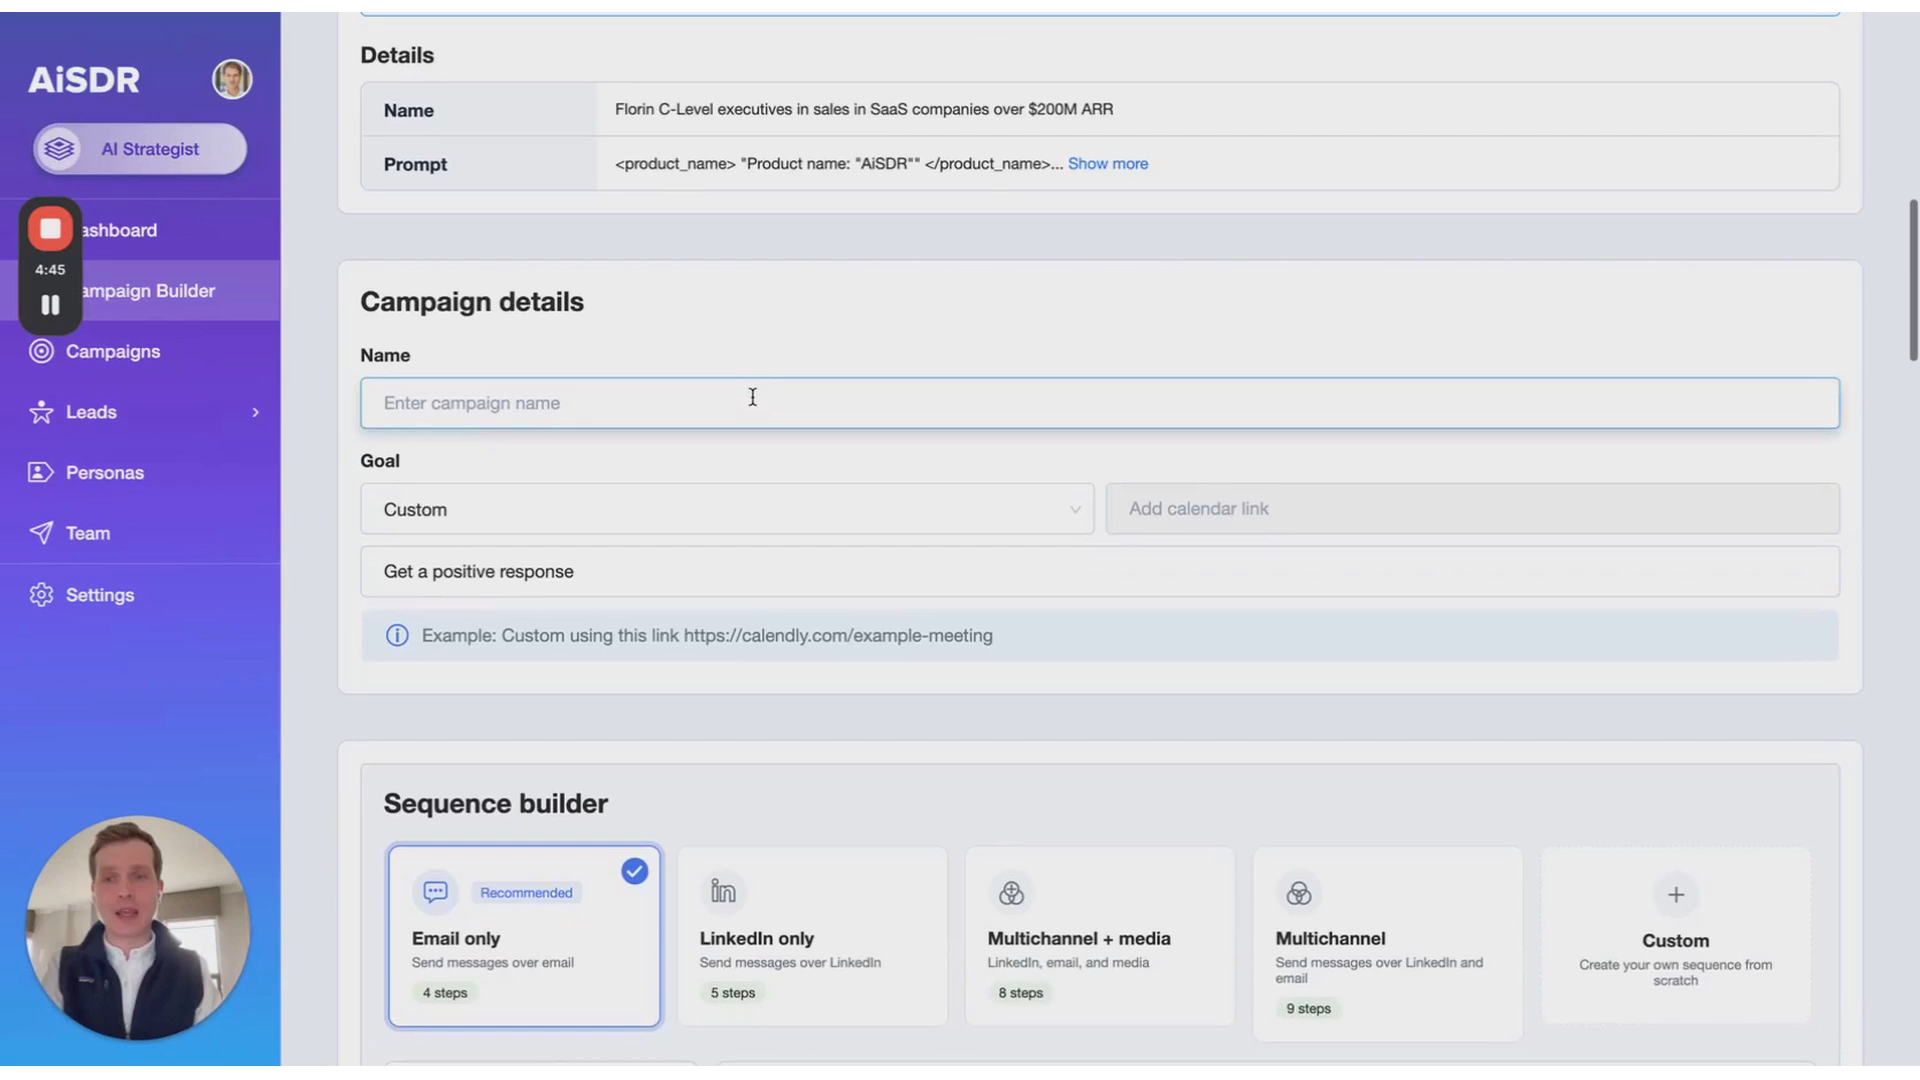 AiSDR
AI Strategist
ashboard
4:45
ampaign Builder
Campaigns
Leads
Personas
Team
Settings
Details
Name
Florin C-Level executives in sales in SaaS companies over $200M ARR
Prompt
<product_name> "Product name: "AiSDR"" </product_name>... Show more
Campaign details
Name
Enter campaign name
Goal
Custom
Add calendar link
Get a positive response
Example: Custom using this link https://calendly.com/example-meeting
Sequence builder
Recommended
Email only
Send messages over email
4 steps
LinkedIn only
Send messages over LinkedIn
5 steps
Multichannel + media
LinkedIn, email, and media
8 steps
Multichannel
Send messages over LinkedIn and
email
9 steps
Custom
Create your own sequence from
scratch